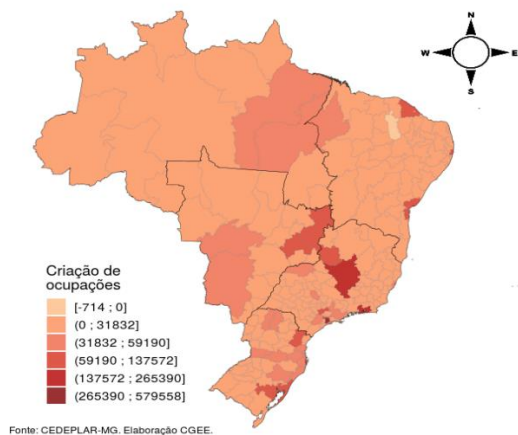 N
W
E
S
Criação de
ocupações
[-714 ; 0]
(0 ; 31832]
(31832 ; 59190]
(59190 ; 137572]
(137572 ; 265390]
(265390 ; 579558]
Fonte: CEDEPLAR-MG. Elaboração CGEE.